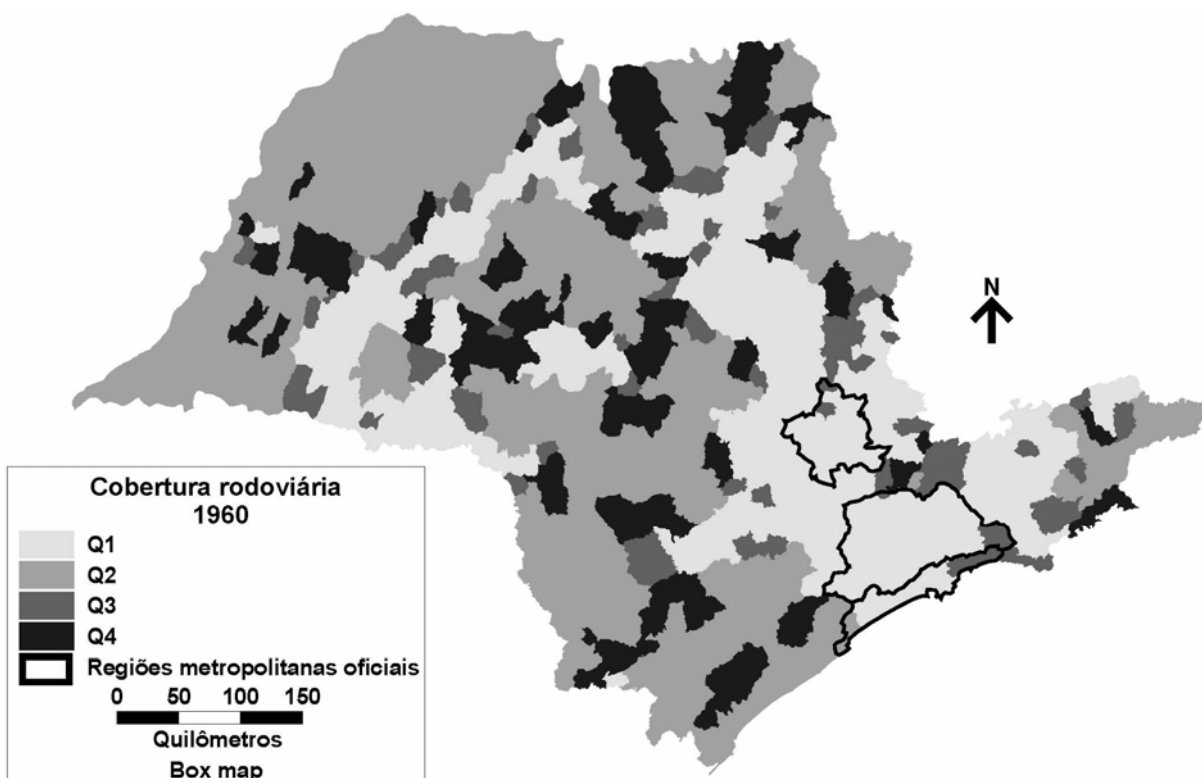 N
Cobertura rodoviária
1960
Q1
Q2
Q3
Q4
Regiões metropolitanas oficiais
0 50 100 150
Quilômetros
Box map